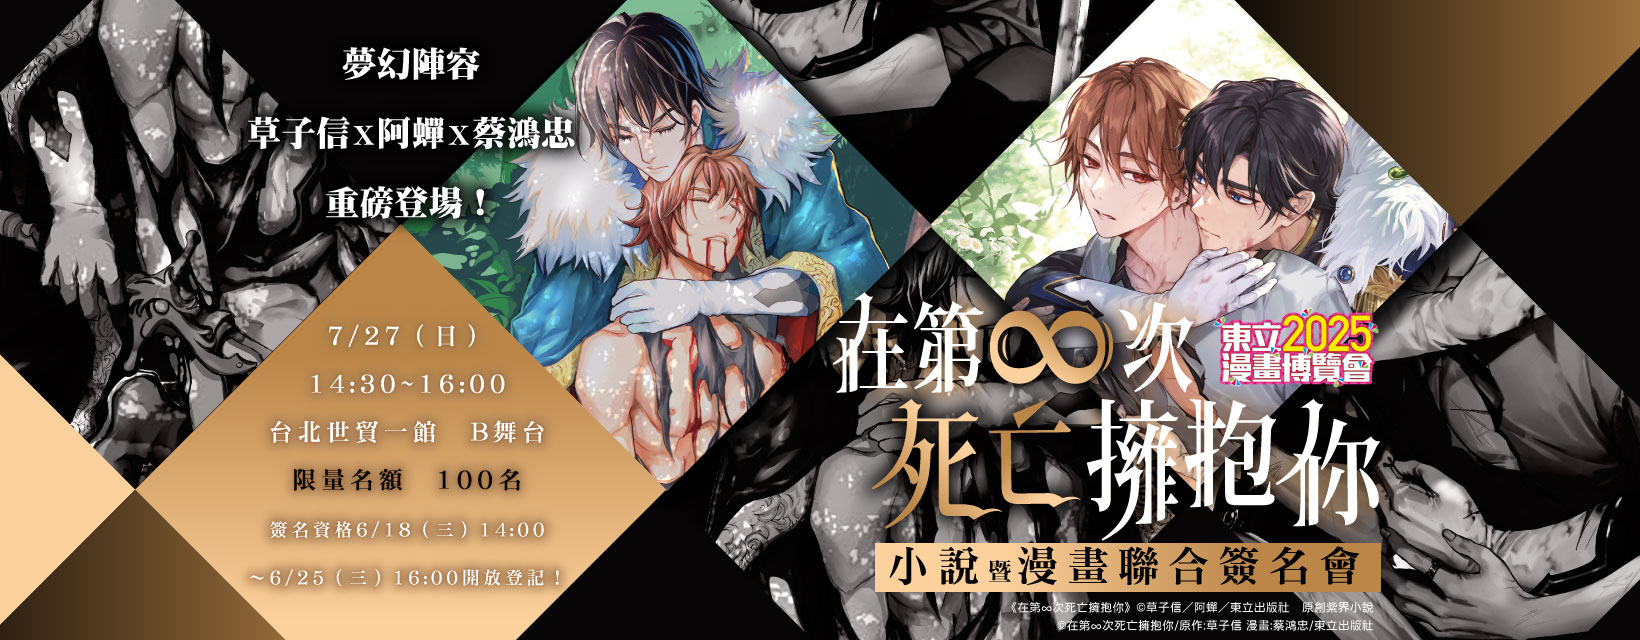 夢幻陣容
草子信x阿蟬x蔡鴻忠
重磅登場！
7/27（日）
14:30~16:00
台北世貿一館　B舞台
限量名額　100名
簽名資格6/18（三）14:00
～6/25（三）16:00開放登記！
在第∞次
死亡擁抱你
東立2025
漫畫博覽會
小說暨漫畫聯合簽名會
《在第∞次死亡擁抱你》©草子信／阿蟬／東立出版社　原創紫界小說
©在第∞次死亡擁抱你/原作:草子信 漫畫:蔡鴻忠/東立出版社